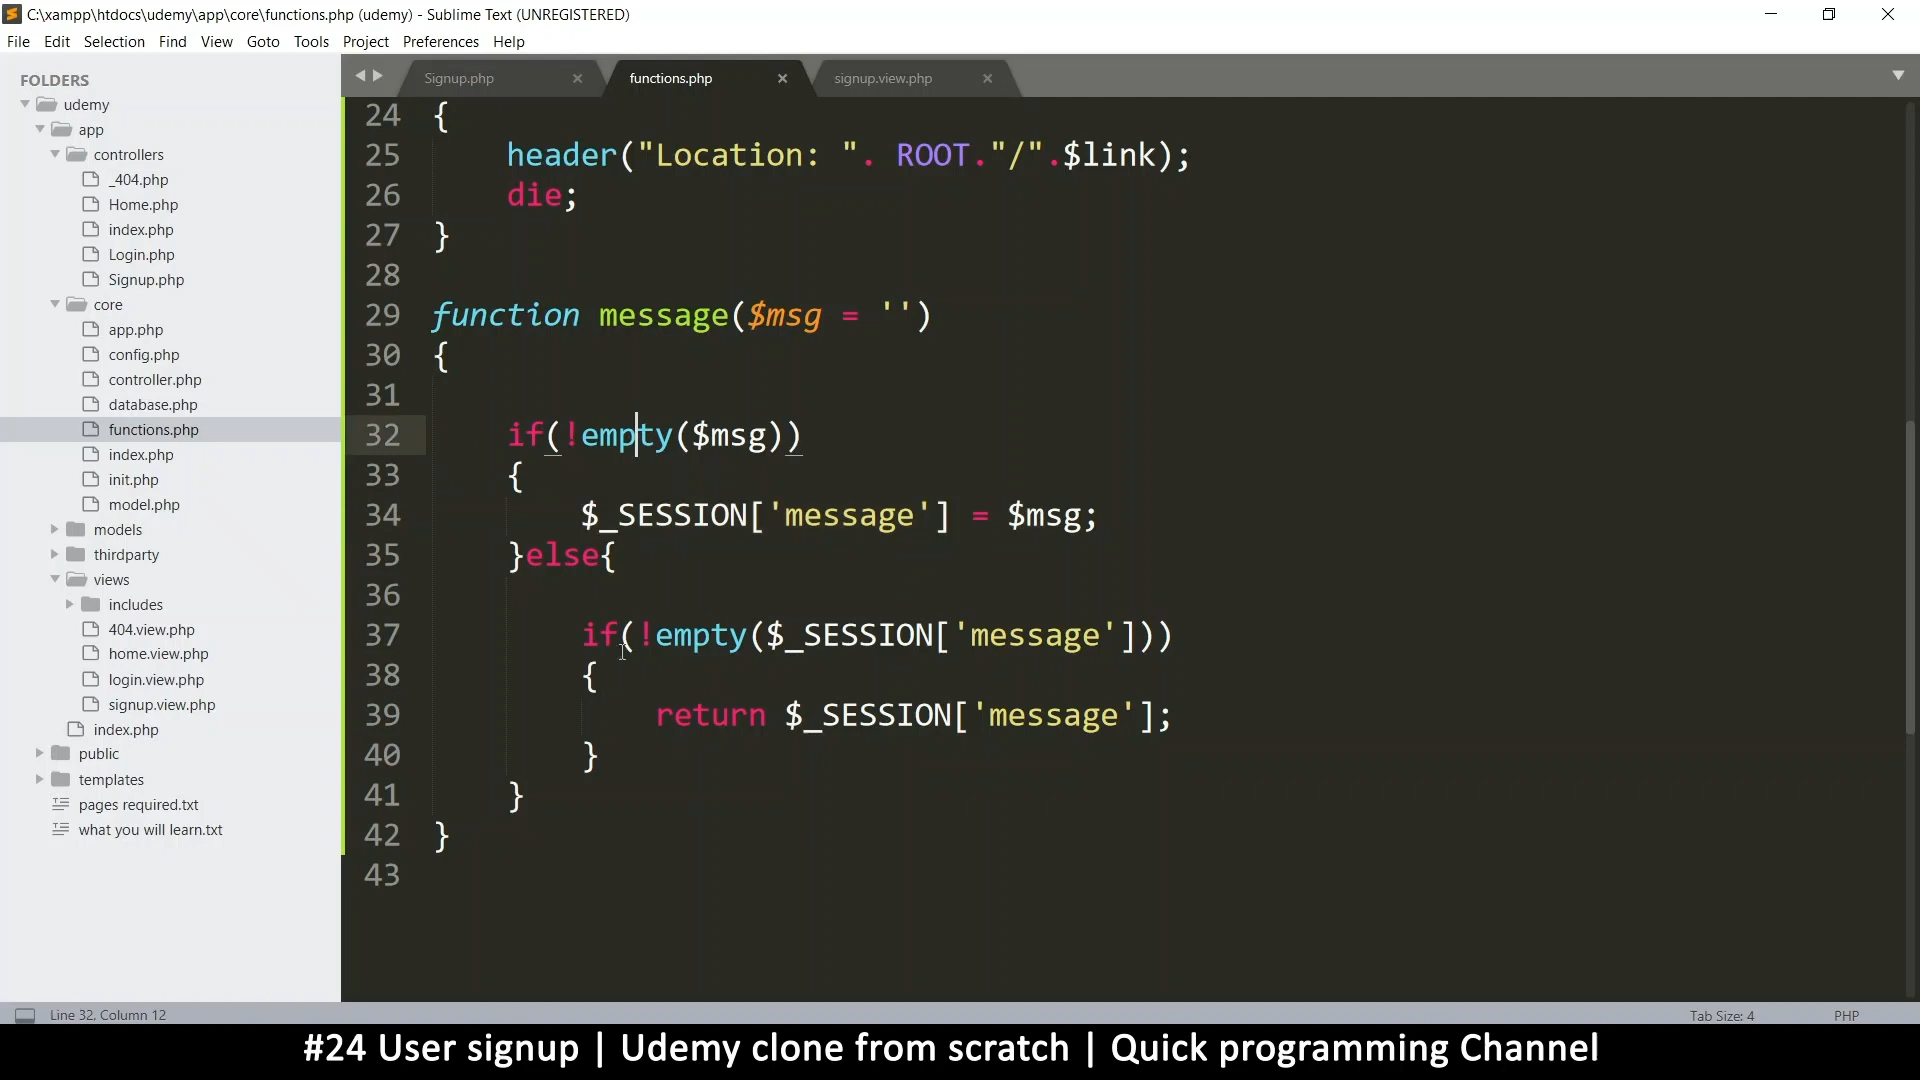 C:\xampp\htdocs\udemy\app\core\functions.php (udemy) - Sublime Text (UNREGISTERED)
File Edit Selection Find View Goto Tools Project Preferences Help
FOLDERS
udemy
app
controllers
_404.php
Home.php
index.php
Login.php
Signup.php
core
app.php
config.php
controller.php
database.php
functions.php
index.php
init.php
model.php
models
thirdparty
views
includes
404.view.php
home.view.php
login.view.php
signup.view.php
index.php
public
templates
pages required.txt
what you will learn.txt
Signup.php functions.php signup.view.php
24 {
25 header("Location: ". ROOT."/".$link);
26 die;
27 }
28
29 function message($msg = '')
30 {
31
32 if(!empty($msg))
33 {
34 $_SESSION['message'] = $msg;
35 }else{
36
37 if(!empty($_SESSION['message']))
38 {
39 return $_SESSION['message'];
40 }
41 }
42 }
43
Line 32, Column 12 Tab Size: 4 PHP
#24 User signup | Udemy clone from scratch | Quick programming Channel